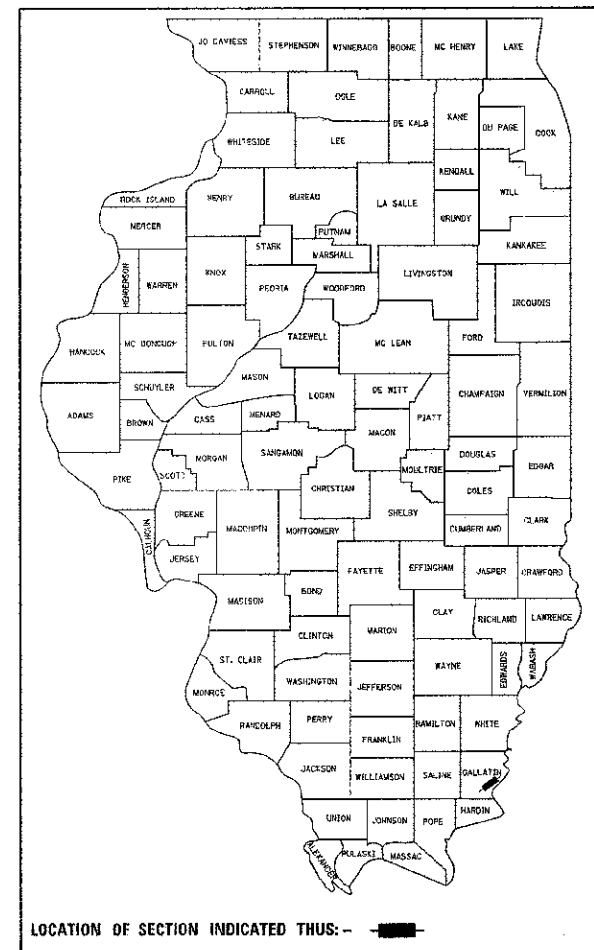 JO DAVIESS STEPHENSON WINNEBAGO BOONE MC HENRY LAKE
CARROLL OGLE DE KALB KANE DU PAGE COOK
WHITESIDE LEE KENDALL WILL
ROCK ISLAND HENRY BUREAU LA SALLE GRUNDY
MERCER STARK PUTNAM MARSHALL KANKAKEE
HENDERSON WARREN KNOX PEORIA WOODFORD LIVINGSTON IROQUOIS
HANCOCK MC DONOUGH FULTON TAZEWELL MC LEAN FORD
SCHUYLER MASON LOGAN DE WITT CHAMPAIGN VERMILION
ADAMS BROWN CASS MENARD MACON PIATT
PIKE SCOTT MORGAN SANGAMON MOULTRIE DOUGLAS EDGAR
CHRISTIAN COLES
CALHOUN GREENE MACOUPIN MONTGOMERY SHELBY CUMBERLAND CLARK
JERSEY FAYETTE EFFINGHAM JASPER CRAWFORD
MADISON BOND CLAY RICHLAND LAWRENCE
CLINTON MARION
ST. CLAIR WASHINGTON JEFFERSON WAYNE EDWARDS WABASH
MONROE
RANDOLPH PERRY HAMILTON WHITE
FRANKLIN
JACKSON WILLIAMSON SALINE GALLATIN
UNION JOHNSON POPE HARDIN
ALEXANDER PULASKI MASSAC
LOCATION OF SECTION INDICATED THUS: -